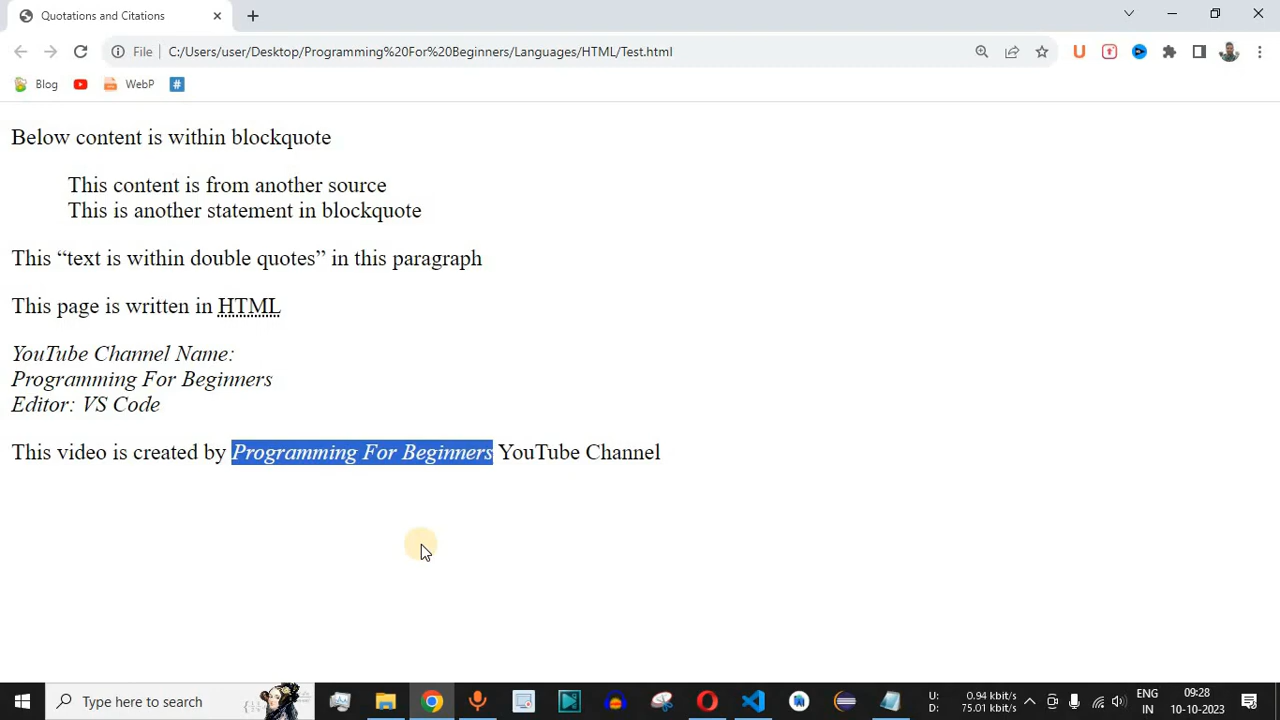 Quotations and Citations
File C:/Users/user/Desktop/Programming%20For%20Beginners/Languages/HTML/Test.html
U
Blog WebP #
Below content is within blockquote
This content is from another source
This is another statement in blockquote
This “text is within double quotes” in this paragraph
This page is written in HTML
YouTube Channel Name:
Programming For Beginners
Editor: VS Code
This video is created by Programming For Beginners YouTube Channel
Type here to search
U: 0.94 kbit/s ENG 09:28
D: 75.01 kbit/s IN 10-10-2023